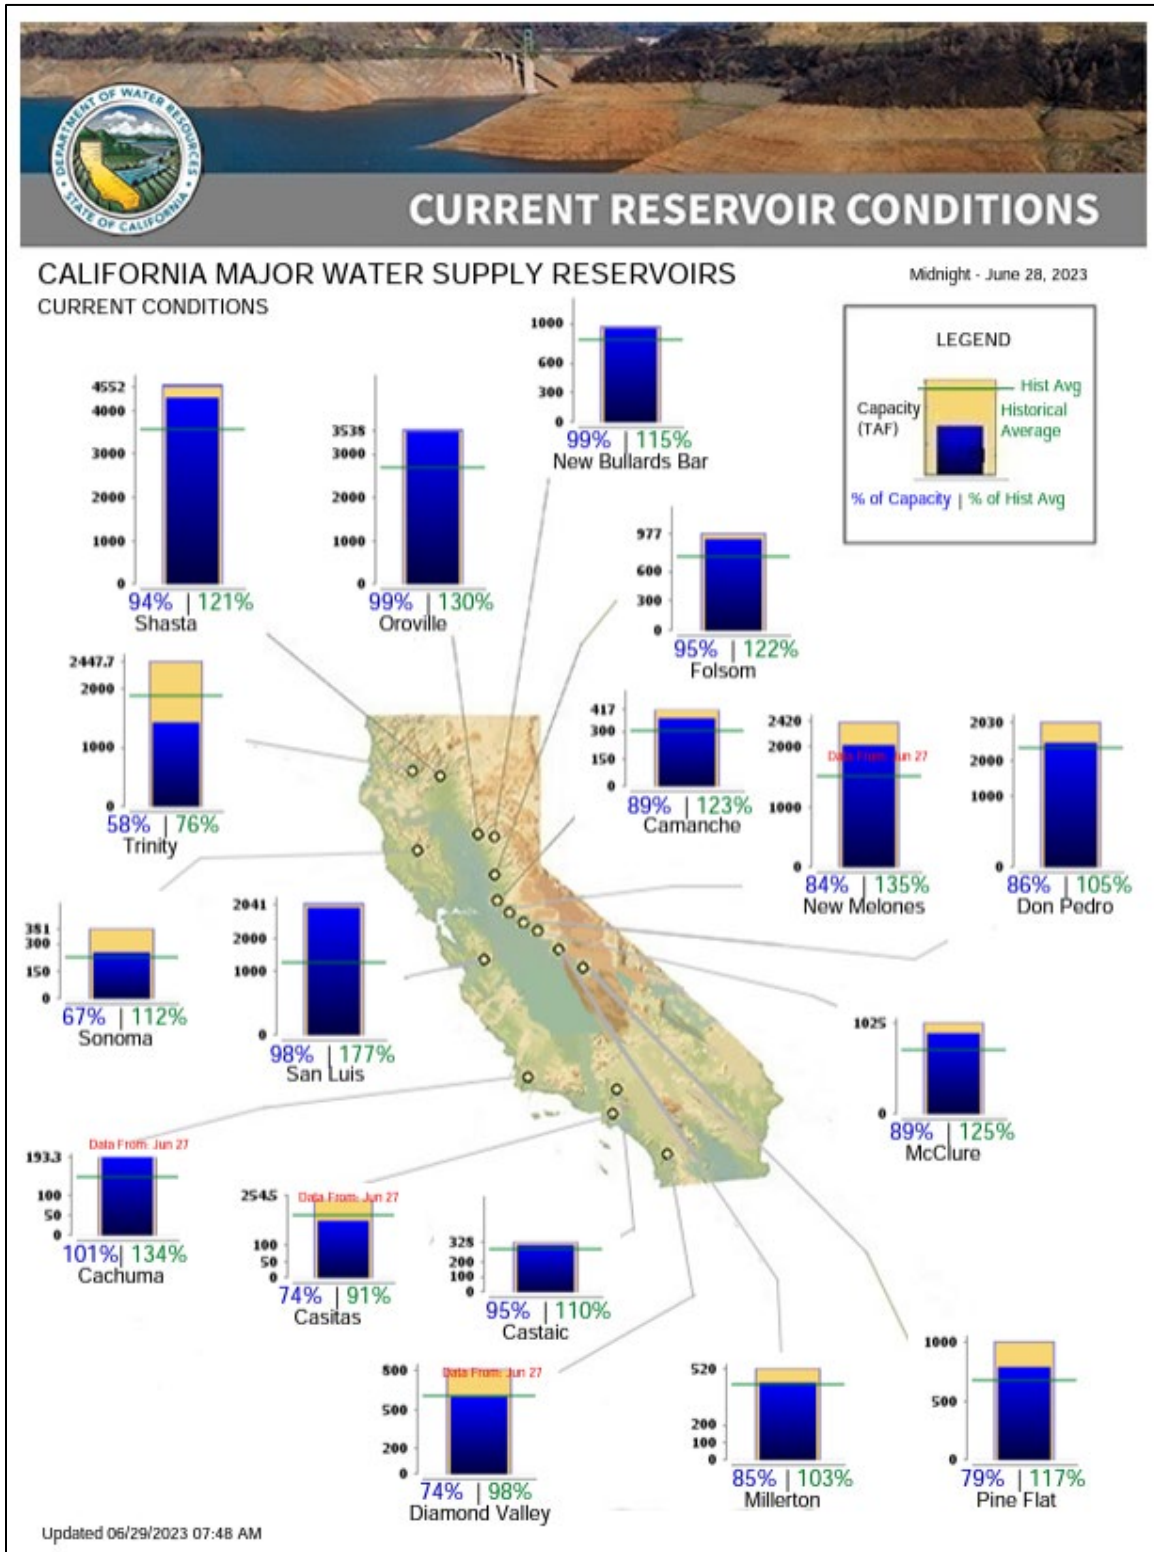 DEPARTMENT OF WATER RESOURCES
STATE OF CALIFORNIA
CURRENT RESERVOIR CONDITIONS
CALIFORNIA MAJOR WATER SUPPLY RESERVOIRS
Midnight - June 28, 2023
CURRENT CONDITIONS
LEGEND
Hist Avg
Capacity
(TAF)
Historical
Average
% of Capacity | % of Hist Avg
4552
4000
3000
2000
1000
0
94% | 121%
Shasta
3538
3000
2000
1000
0
99% | 130%
Oroville
1000
600
300
0
99% | 115%
New Bullards Bar
977
600
300
0
95% | 122%
Folsom
2447.7
2000
1000
0
58% | 76%
Trinity
417
300
150
0
89% | 123%
Camanche
2420
2000
Data From: Jun 27
1000
0
84% | 135%
New Melones
2030
2000
1000
0
86% | 105%
Don Pedro
381
300
150
0
67% | 112%
Sonoma
2041
2000
1000
0
98% | 177%
San Luis
1025
0
89% | 125%
McClure
Data From: Jun 27
193.3
100
50
0
101% | 134%
Cachuma
254.5
Data From: Jun 27
100
50
0
74% | 91%
Casitas
328
200
100
0
95% | 110%
Castaic
800
Data From: Jun 27
500
200
0
74% | 98%
Diamond Valley
520
200
100
0
85% | 103%
Millerton
1000
500
0
79% | 117%
Pine Flat
Updated 06/29/2023 07:48 AM